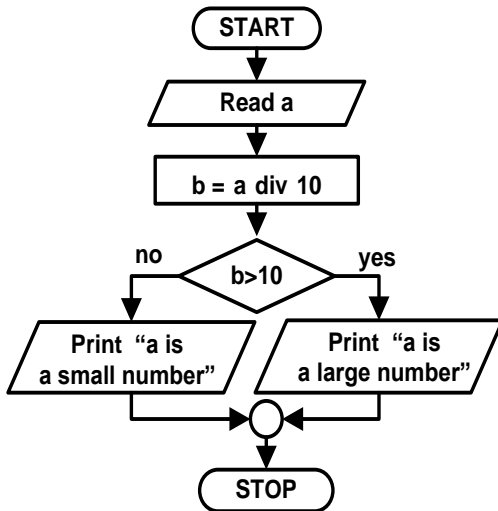 START
Read a
b = a div 10
no
yes
b>10
Print “a is
a small number”
Print “a is
a large number”
STOP